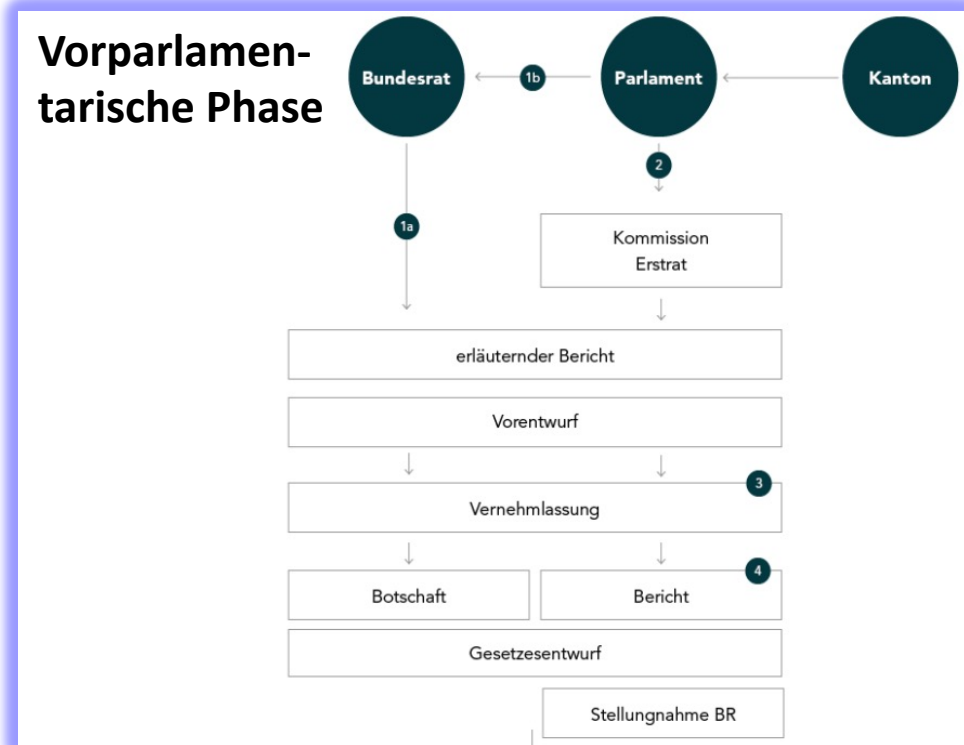 Vorparlamen-
tarische Phase
Bundesrat
1b
Parlament
Kanton
2
1a
Kommission
Erstrat
erläuternder Bericht
Vorentwurf
3
Vernehmlassung
4
Botschaft
Bericht
Gesetzesentwurf
Stellungnahme BR